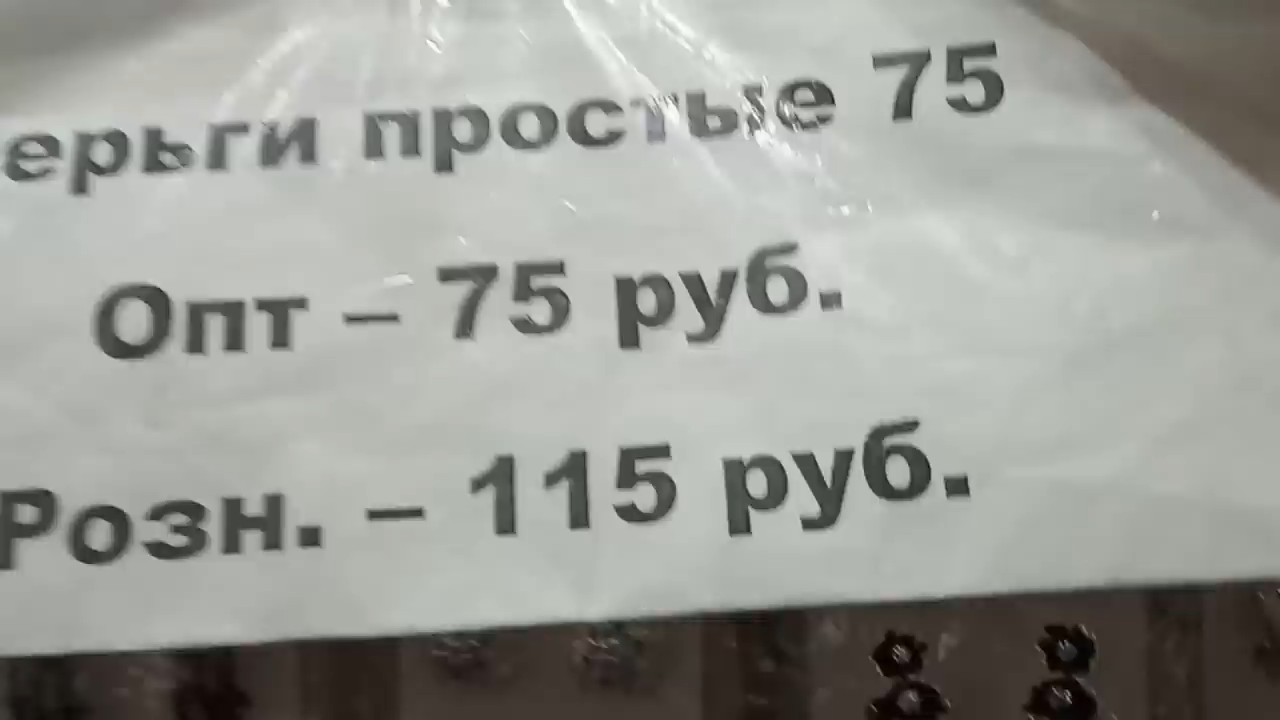 ерьги простые 75
Опт – 75 руб.
Розн. – 115 руб.